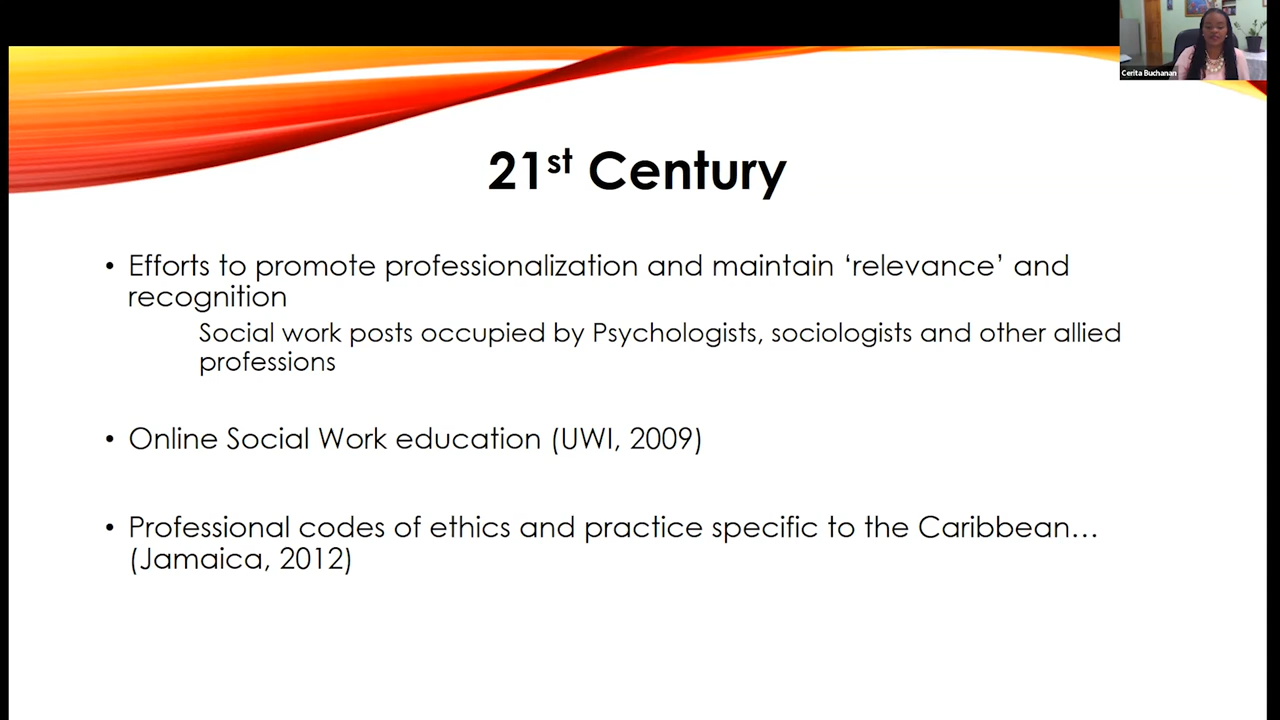 Cerita Buchanan
21st Century
• Efforts to promote professionalization and maintain ‘relevance’ and
recognition
Social work posts occupied by Psychologists, sociologists and other allied
professions
• Online Social Work education (UWI, 2009)
• Professional codes of ethics and practice specific to the Caribbean…
(Jamaica, 2012)